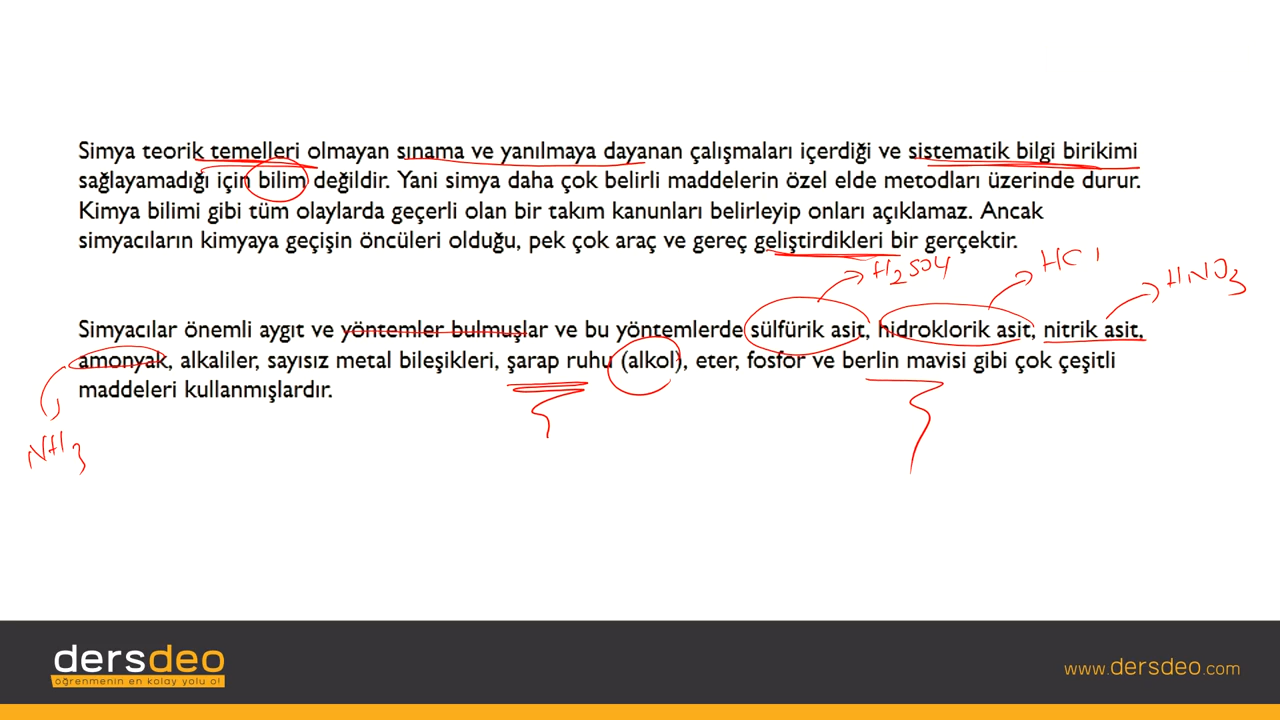 Simya teorik temelleri olmayan sınama ve yanılmaya dayanan çalışmaları içerdiği ve sistematik bilgi birikimi
sağlayamadığı için bilim değildir. Yani simya daha çok belirli maddelerin özel elde metodları üzerinde durur.
Kimya bilimi gibi tüm olaylarda geçerli olan bir takım kanunları belirleyip onları açıklamaz. Ancak
simyacıların kimyaya geçişin öncüleri olduğu, pek çok araç ve gereç geliştirdikleri bir gerçektir.
H2SO4 HCl HNO3
Simyacılar önemli aygıt ve yöntemler bulmuşlar ve bu yöntemlerde sülfürik asit, hidroklorik asit, nitrik asit,
amonyak, alkaliler, sayısız metal bileşikleri, şarap ruhu (alkol), eter, fosfor ve berlin mavisi gibi çok çeşitli
maddeleri kullanmışlardır.
NH3
dersdeo
öğrenmenin en kolay yolu o!
www.dersdeo.com